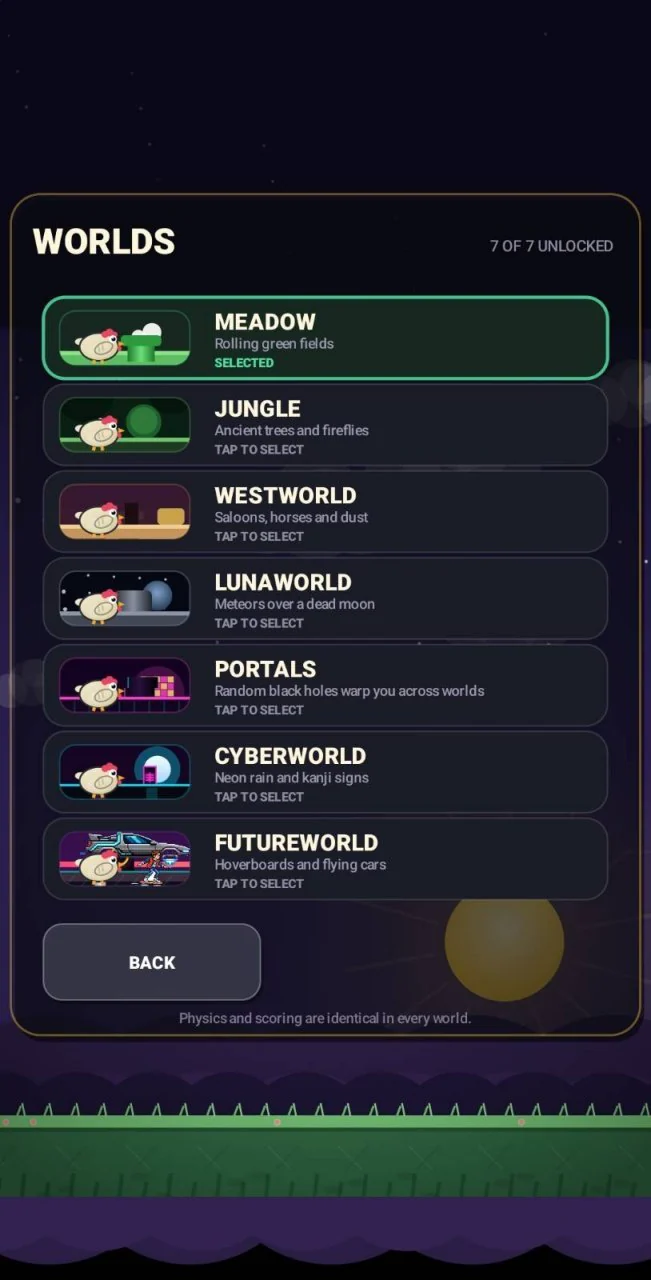 WORLDS
7 OF 7 UNLOCKED
MEADOW
Rolling green fields
SELECTED
JUNGLE
Ancient trees and fireflies
TAP TO SELECT
WESTWORLD
Saloons, horses and dust
TAP TO SELECT
LUNAWORLD
Meteors over a dead moon
TAP TO SELECT
PORTALS
Random black holes warp you across worlds
TAP TO SELECT
CYBERWORLD
Neon rain and kanji signs
TAP TO SELECT
FUTUREWORLD
Hoverboards and flying cars
TAP TO SELECT
BACK
Physics and scoring are identical in every world.